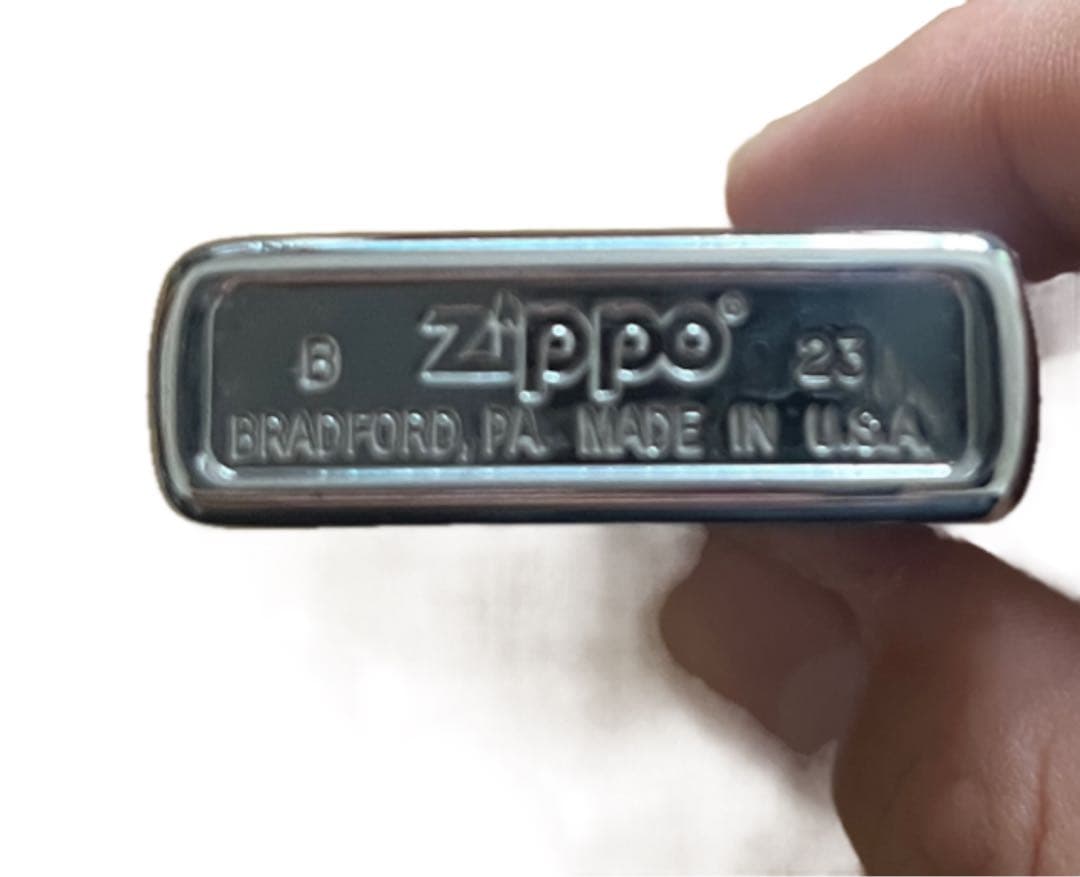 B Zippo® 23
BRADFORD, PA. MADE IN U.S.A.